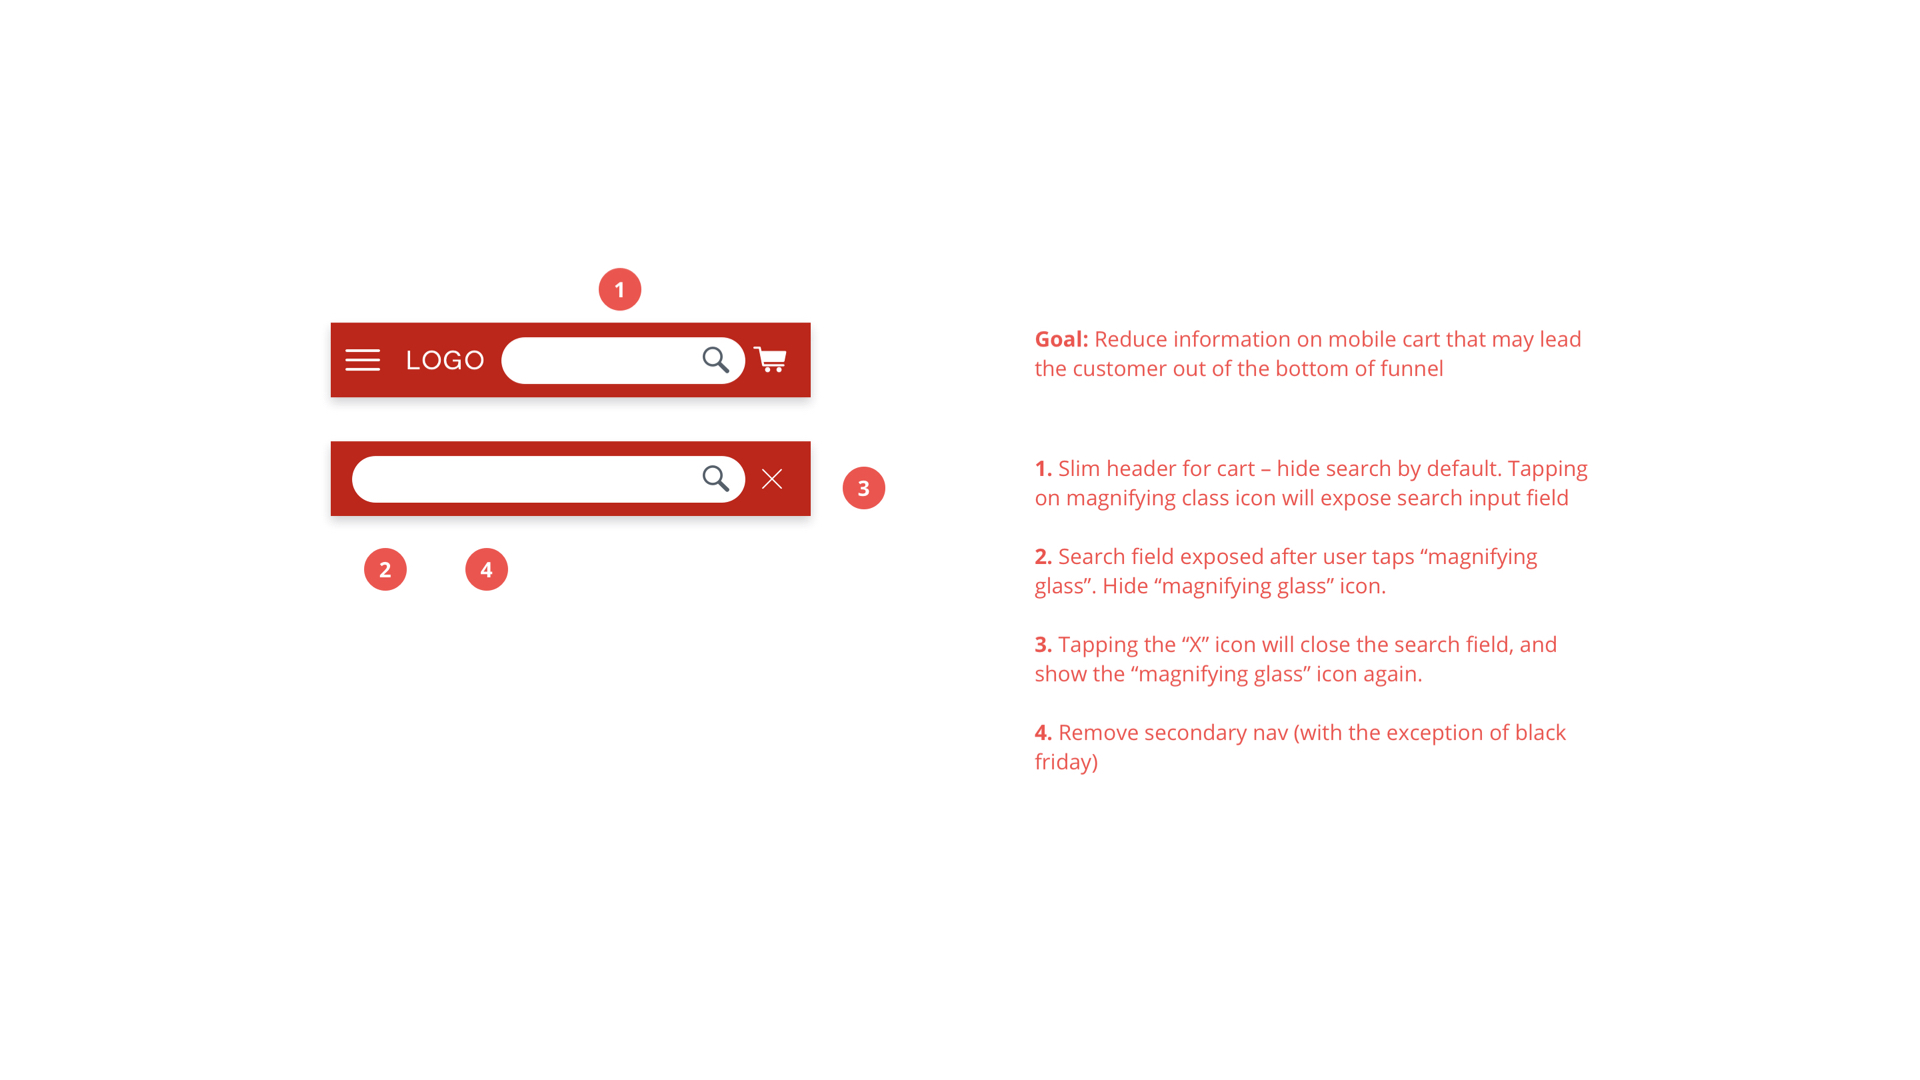 1
LOGO
3
2
4
Goal: Reduce information on mobile cart that may lead
the customer out of the bottom of funnel
1. Slim header for cart – hide search by default. Tapping
on magnifying class icon will expose search input field
2. Search field exposed after user taps “magnifying
glass”. Hide “magnifying glass” icon.
3. Tapping the “X” icon will close the search field, and
show the “magnifying glass” icon again.
4. Remove secondary nav (with the exception of black
friday)